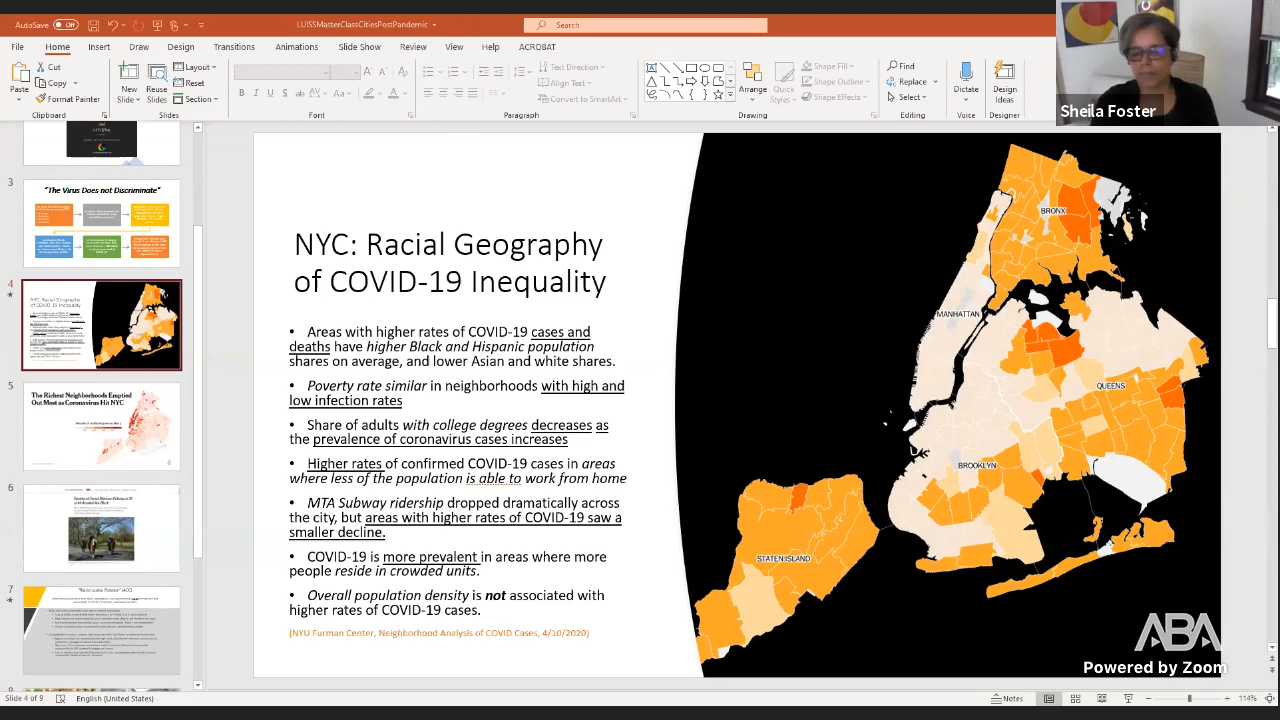 AutoSave Off
LUISSMasterClassCitiesPostPandemic
Search
File Home Insert Draw Design Transitions Animations Slide Show Review View Help ACROBAT
Paste
Cut
Copy
Format Painter
Clipboard
New Slide
Reuse Slides
Layout
Reset
Section
Slides
B I U S ab AV Aa A
Font
Text Direction
Align Text
Convert to SmartArt
Paragraph
Arrange
Quick Styles
Shape Fill
Shape Outline
Shape Effects
Drawing
Find
Replace
Select
Editing
Dictate
Voice
Design Ideas
Designer
Sheila Foster
3
"The Virus Does not Discriminate"
4
NYC: Racial Geography
of COVID-19 Inequality
5
The Richest Neighborhoods Emptied
Out Most as Coronavirus Hit NYC
6
7
NYC: Racial Geography
of COVID-19 Inequality
• Areas with higher rates of COVID-19 cases and
deaths have higher Black and Hispanic population
shares on average, and lower Asian and white shares.
• Poverty rate similar in neighborhoods with high and
low infection rates
• Share of adults with college degrees decreases as
the prevalence of coronavirus cases increases
• Higher rates of confirmed COVID-19 cases in areas
where less of the population is able to work from home
• MTA Subway ridership dropped dramatically across
the city, but areas with higher rates of COVID-19 saw a
smaller decline.
• COVID-19 is more prevalent in areas where more
people reside in crowded units.
• Overall population density is not associated with
higher rates of COVID-19 cases.
(NYU Furman Center, Neighborhood Analysis of COVID Cases, 4/10/2020)
BRONX
MANHATTAN
QUEENS
BROOKLYN
STATEN ISLAND
ABA
Powered by Zoom
Slide 4 of 9 English (United States) Notes 114%